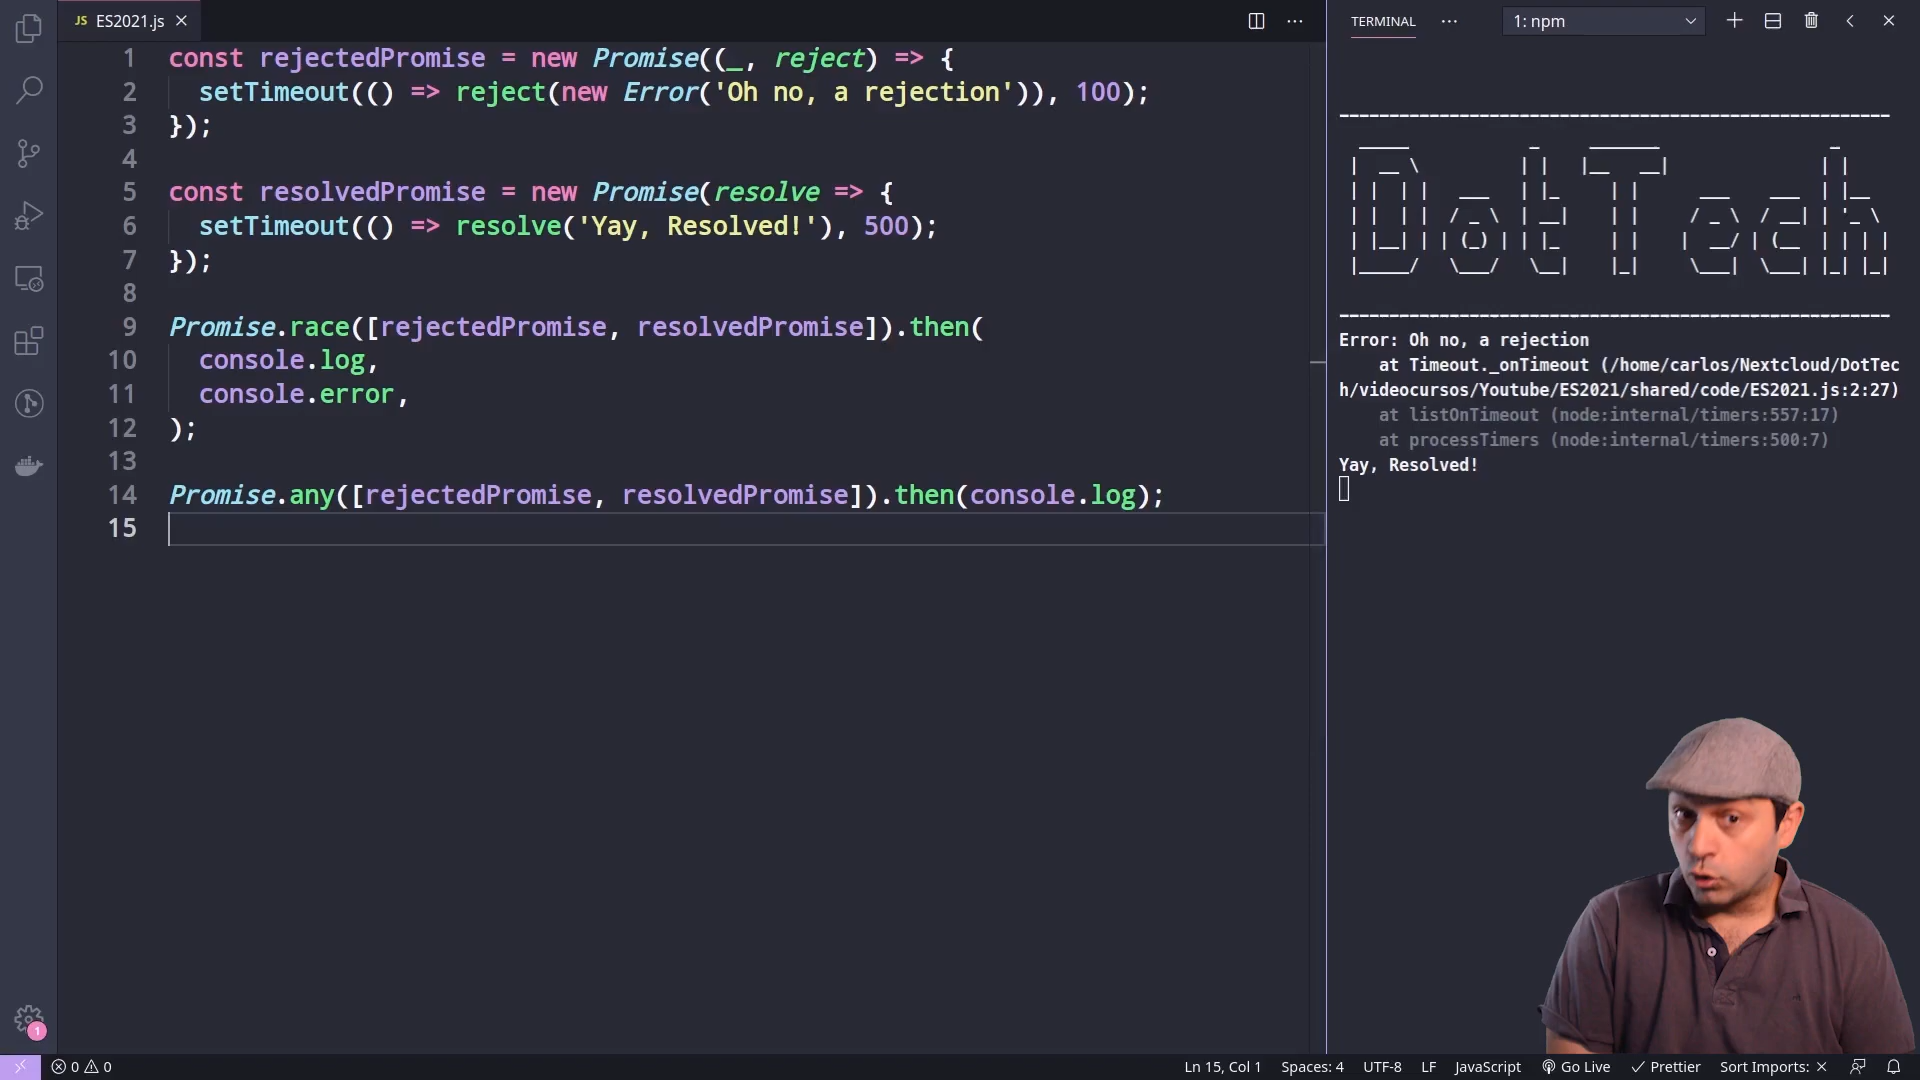 JS ES2021.js
1 const rejectedPromise = new Promise((_, reject) => {
2 setTimeout(() => reject(new Error('Oh no, a rejection')), 100);
3 });
4
5 const resolvedPromise = new Promise(resolve => {
6 setTimeout(() => resolve('Yay, Resolved!'), 500);
7 });
8
9 Promise.race([rejectedPromise, resolvedPromise]).then(
10 console.log,
11 console.error,
12 );
13
14 Promise.any([rejectedPromise, resolvedPromise]).then(console.log);
15
TERMINAL
1: npm
DotTech
Error: Oh no, a rejection
at Timeout._onTimeout (/home/carlos/Nextcloud/DotTec
h/videocursos/Youtube/ES2021/shared/code/ES2021.js:2:27)
at listOnTimeout (node:internal/timers:557:17)
at processTimers (node:internal/timers:500:7)
Yay, Resolved!
1
0 0
Ln 15, Col 1 Spaces: 4 UTF-8 LF JavaScript Go Live Prettier Sort Imports: ×